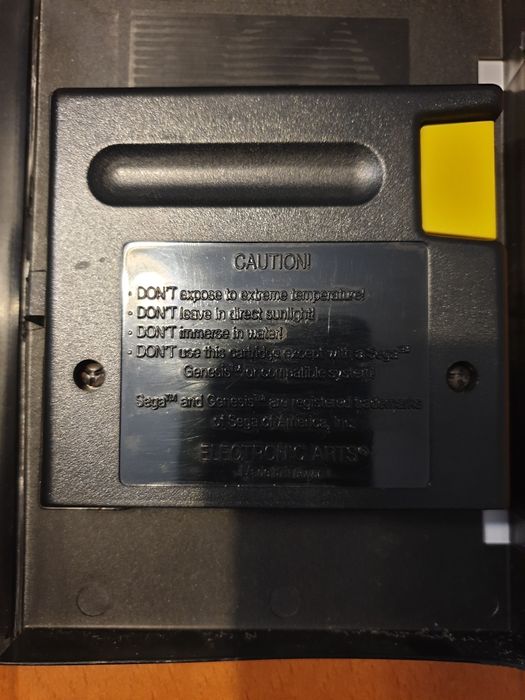 CAUTION!
· DON'T expose to extreme temperature!
· DON'T leave in direct sunlight!
· DON'T immerse in water!
· DON'T use this cartridge except with a Sega™
Genesis™ or compatible system!
Sega™ and Genesis™ are registered trademarks
of Sega of America, Inc.
ELECTRONIC ARTS®